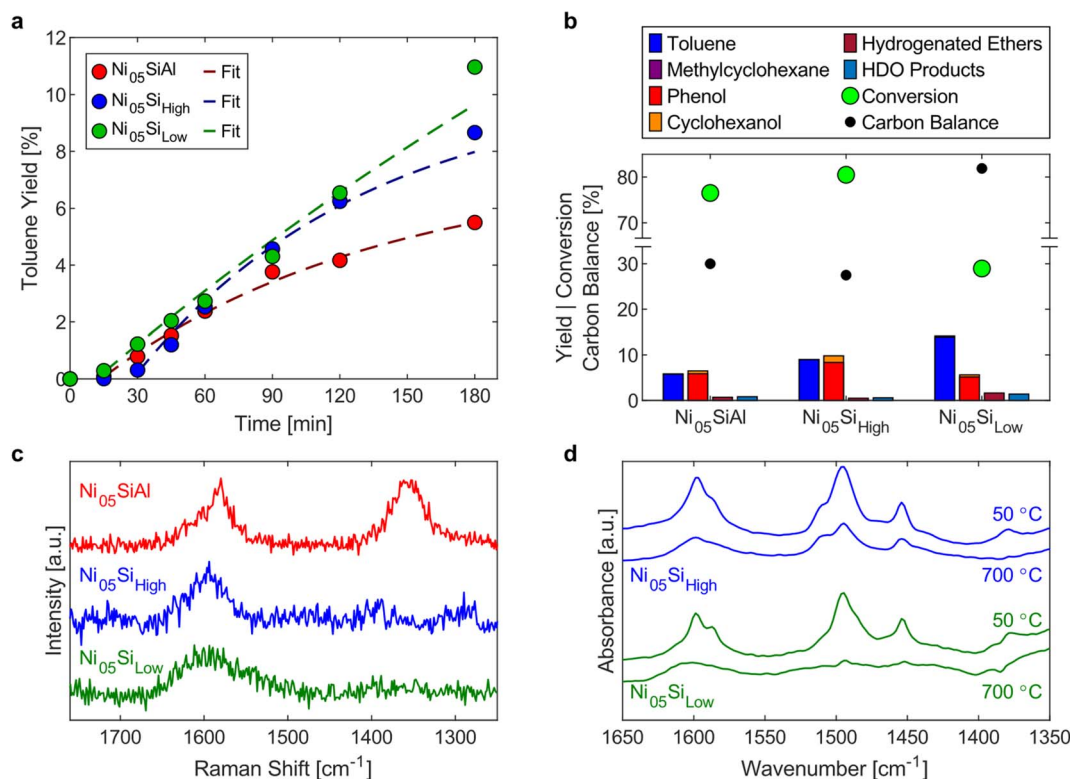 a
Toluene Yield [%]
12
10
8
6
4
2
0
Ni05SiAl
Fit
Ni05SiHigh
Fit
Ni05SiLow
Fit
0 30 60 90 120 150 180
Time [min]
b
Toluene
Methylcyclohexane
Phenol
Cyclohexanol
Hydrogenated Ethers
HDO Products
Conversion
Carbon Balance
Yield | Conversion
Carbon Balance [%]
80
70
30
20
10
0
Ni05SiAl Ni05SiHigh Ni05SiLow
c
Intensity [a.u.]
Ni05SiAl
Ni05SiHigh
Ni05SiLow
1700 1600 1500 1400 1300
Raman Shift [cm-1]
d
Absorbance [a.u.]
50 °C
Ni05SiHigh
700 °C
50 °C
Ni05SiLow
700 °C
1650 1600 1550 1500 1450 1400 1350
Wavenumber [cm-1]